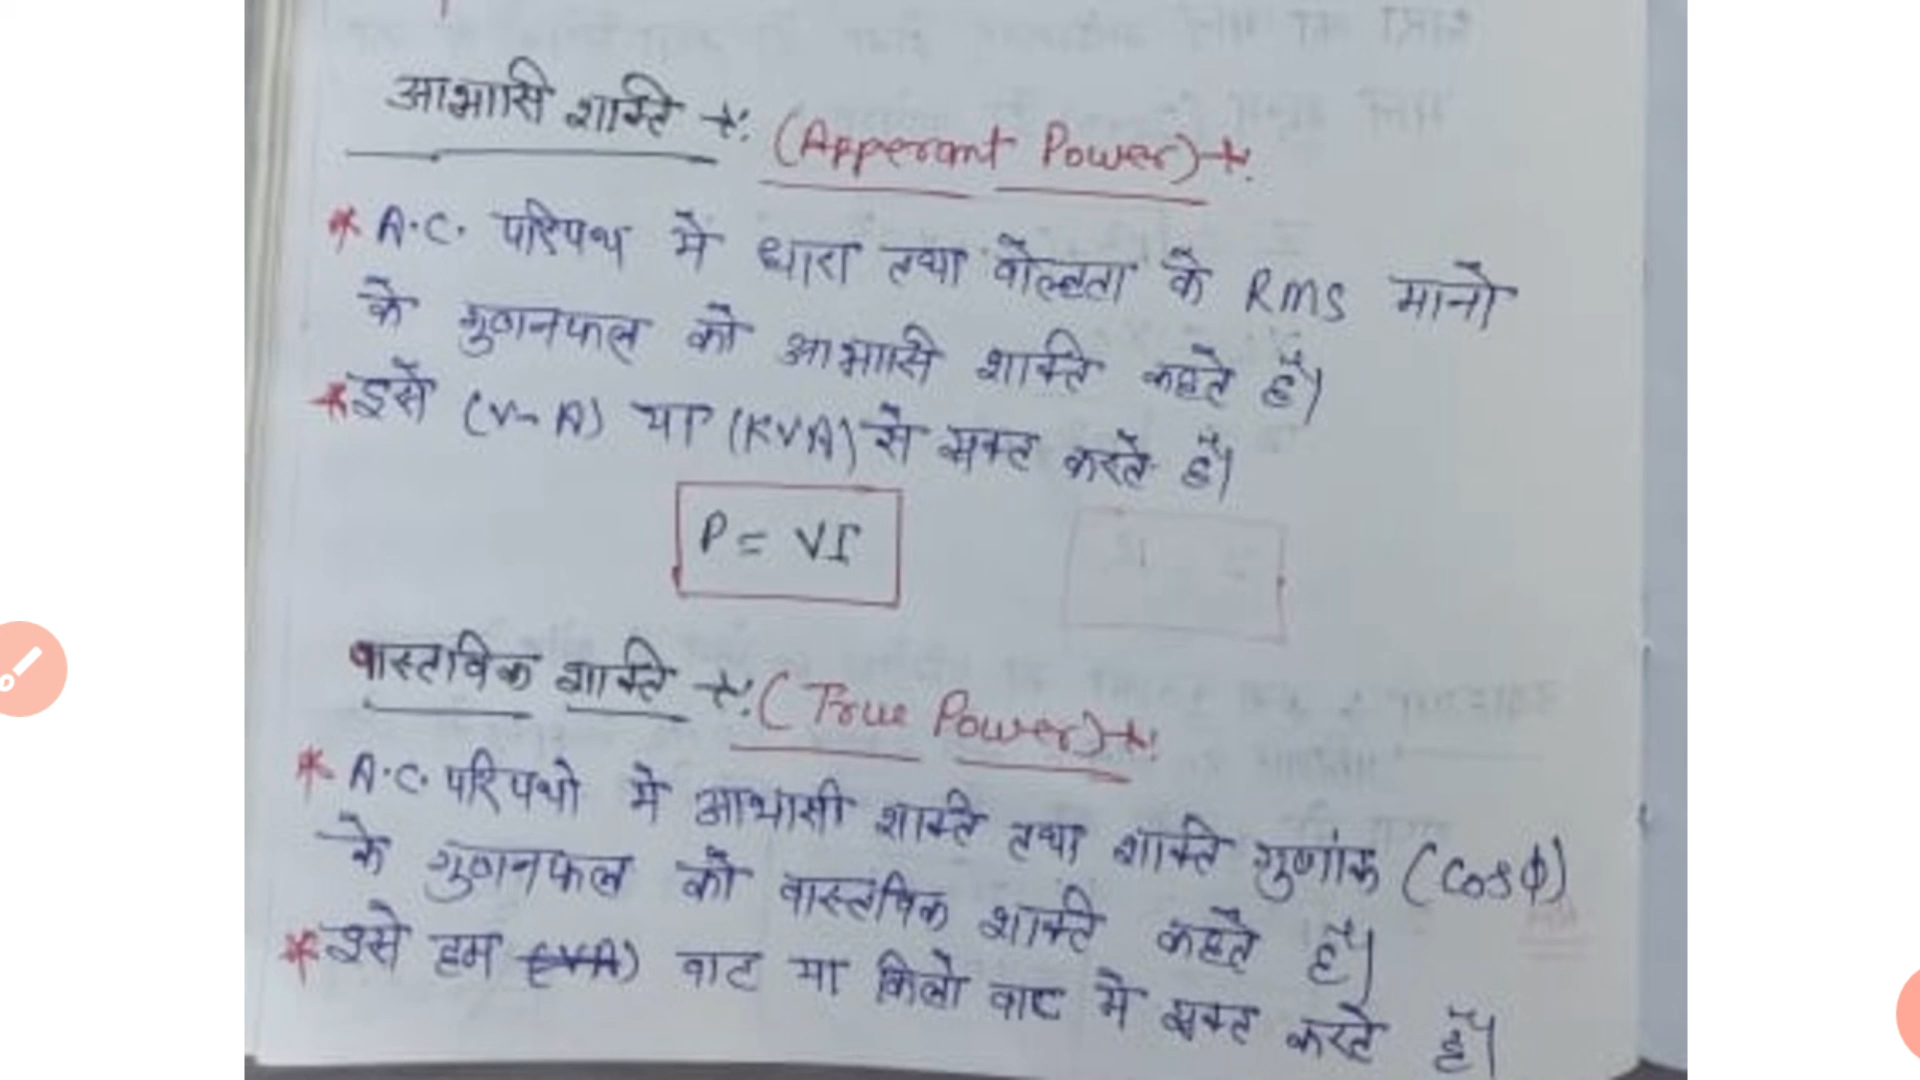 आभासि शक्ति →: (Apperant Power) →:
* A.C. परिपथ में धारा तथा वोल्टता के RMS मानो
के गुणनफल को आभासि शक्ति कहते हैं।
* इसे (V-A) या (KVA) से प्रकट करते हैं।
P = VI
वास्तविक शक्ति →: (True Power) →:
* A.C. परिपथो मे आभासी शक्ति तथा शक्ति गुणांक (Cos ϕ)
के गुणनफल को वास्तविक शक्ति कहते हैं।
* इसे हम (KVA) वाट या किलो वाट मे प्रकट करते हैं।